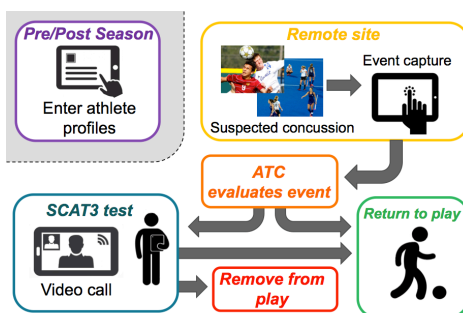 Pre/Post Season
Enter athlete
profiles
Remote site
Event capture
Suspected concussion
ATC
evaluates event
SCAT3 test
Video call
Return to play
Remove from
play